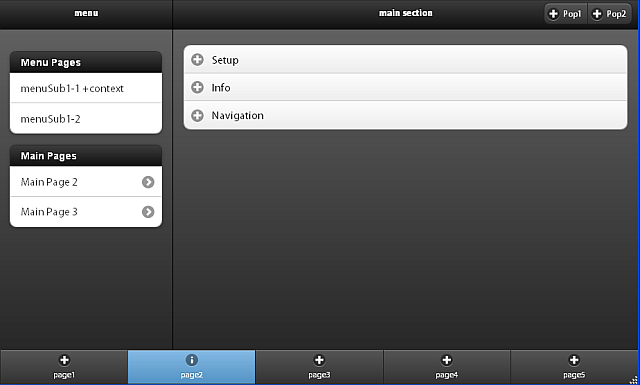 menu
main section
Pop1
Pop2
Menu Pages
menuSub1-1 +context
menuSub1-2
Main Pages
Main Page 2
Main Page 3
Setup
Info
Navigation
page1
page2
page3
page4
page5